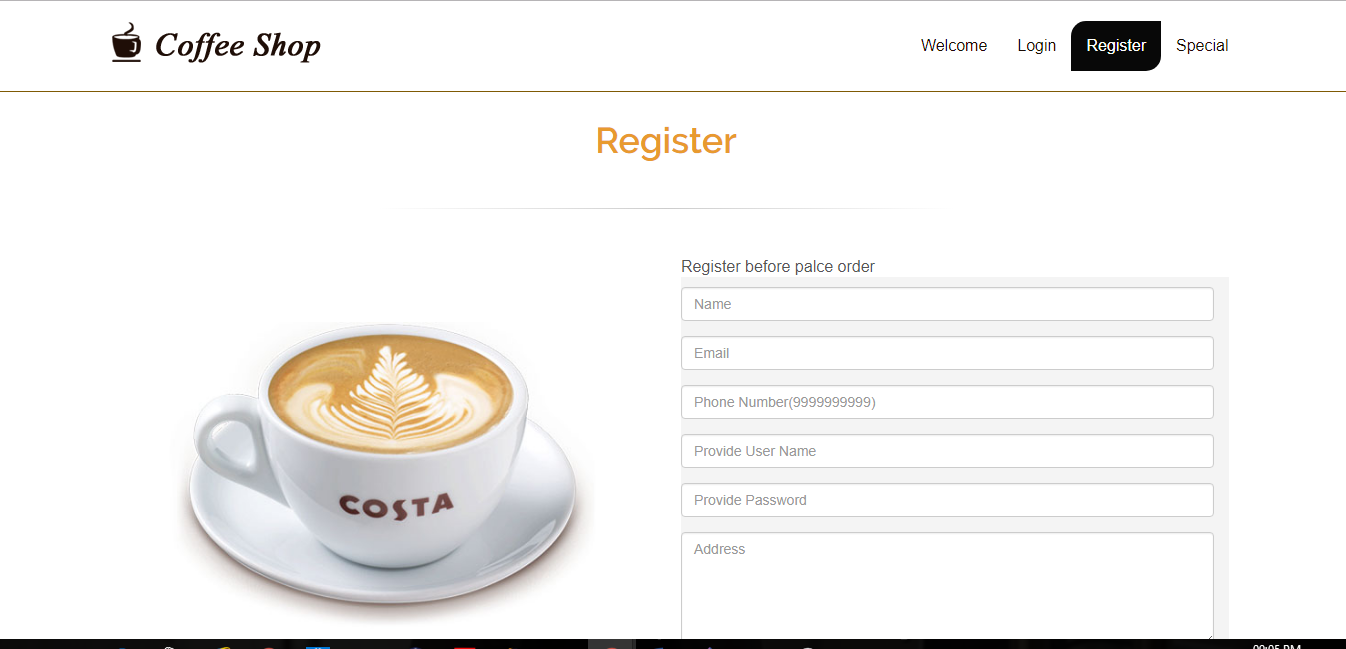 Coffee Shop
Welcome Login Register Special
Register
Register before palce order
Name
Email
Phone Number(9999999999)
Provide User Name
Provide Password
Address
COSTA